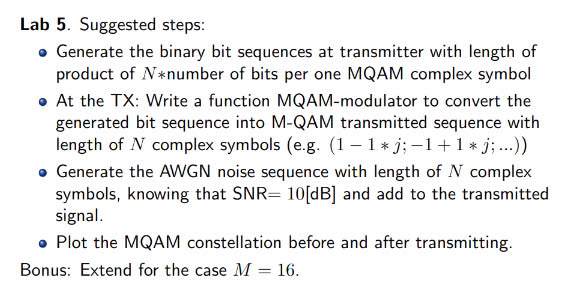 Lab 5. Suggested steps:
• Generate the binary bit sequences at transmitter with length of
product of N∗number of bits per one MQAM complex symbol
• At the TX: Write a function MQAM-modulator to convert the
generated bit sequence into M-QAM transmitted sequence with
length of N complex symbols (e.g. (1 − 1 ∗ j; −1 + 1 ∗ j; ...))
• Generate the AWGN noise sequence with length of N complex
symbols, knowing that SNR= 10[dB] and add to the transmitted
signal.
• Plot the MQAM constellation before and after transmitting.
Bonus: Extend for the case M = 16.